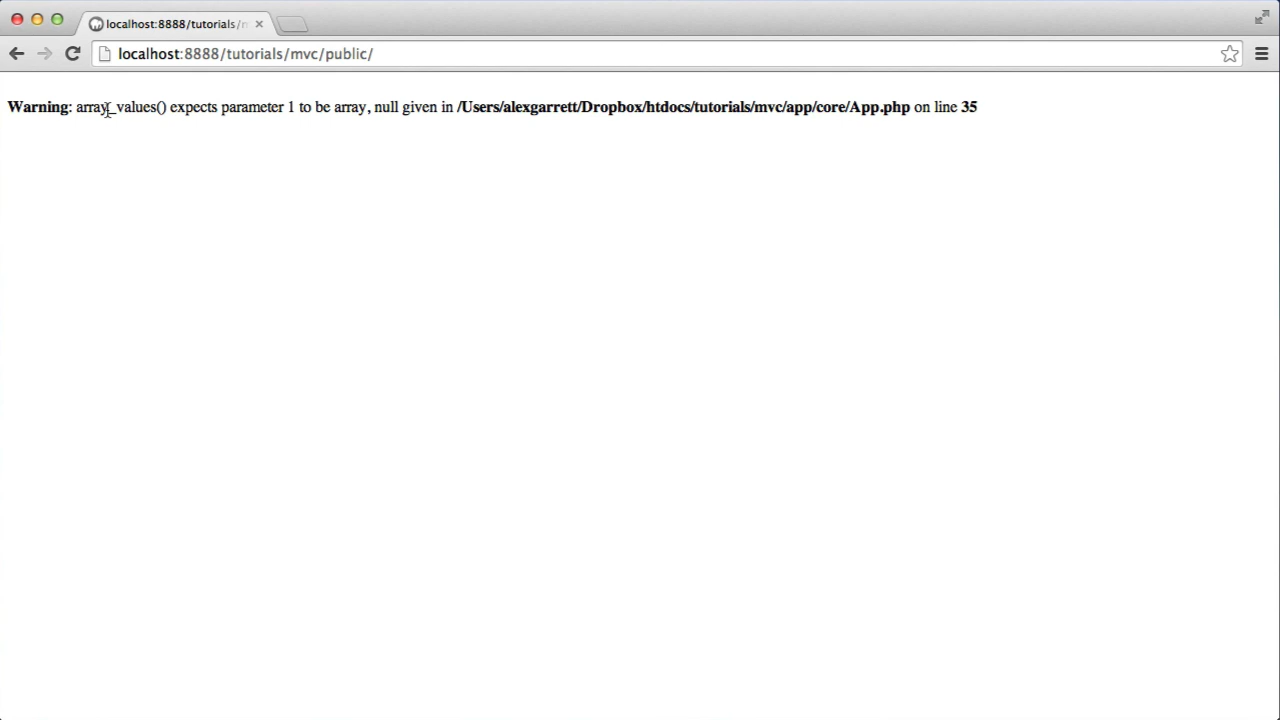 localhost:8888/tutorials/m
localhost:8888/tutorials/mvc/public/
Warning: array_values() expects parameter 1 to be array, null given in /Users/alexgarrett/Dropbox/htdocs/tutorials/mvc/app/core/App.php on line 35